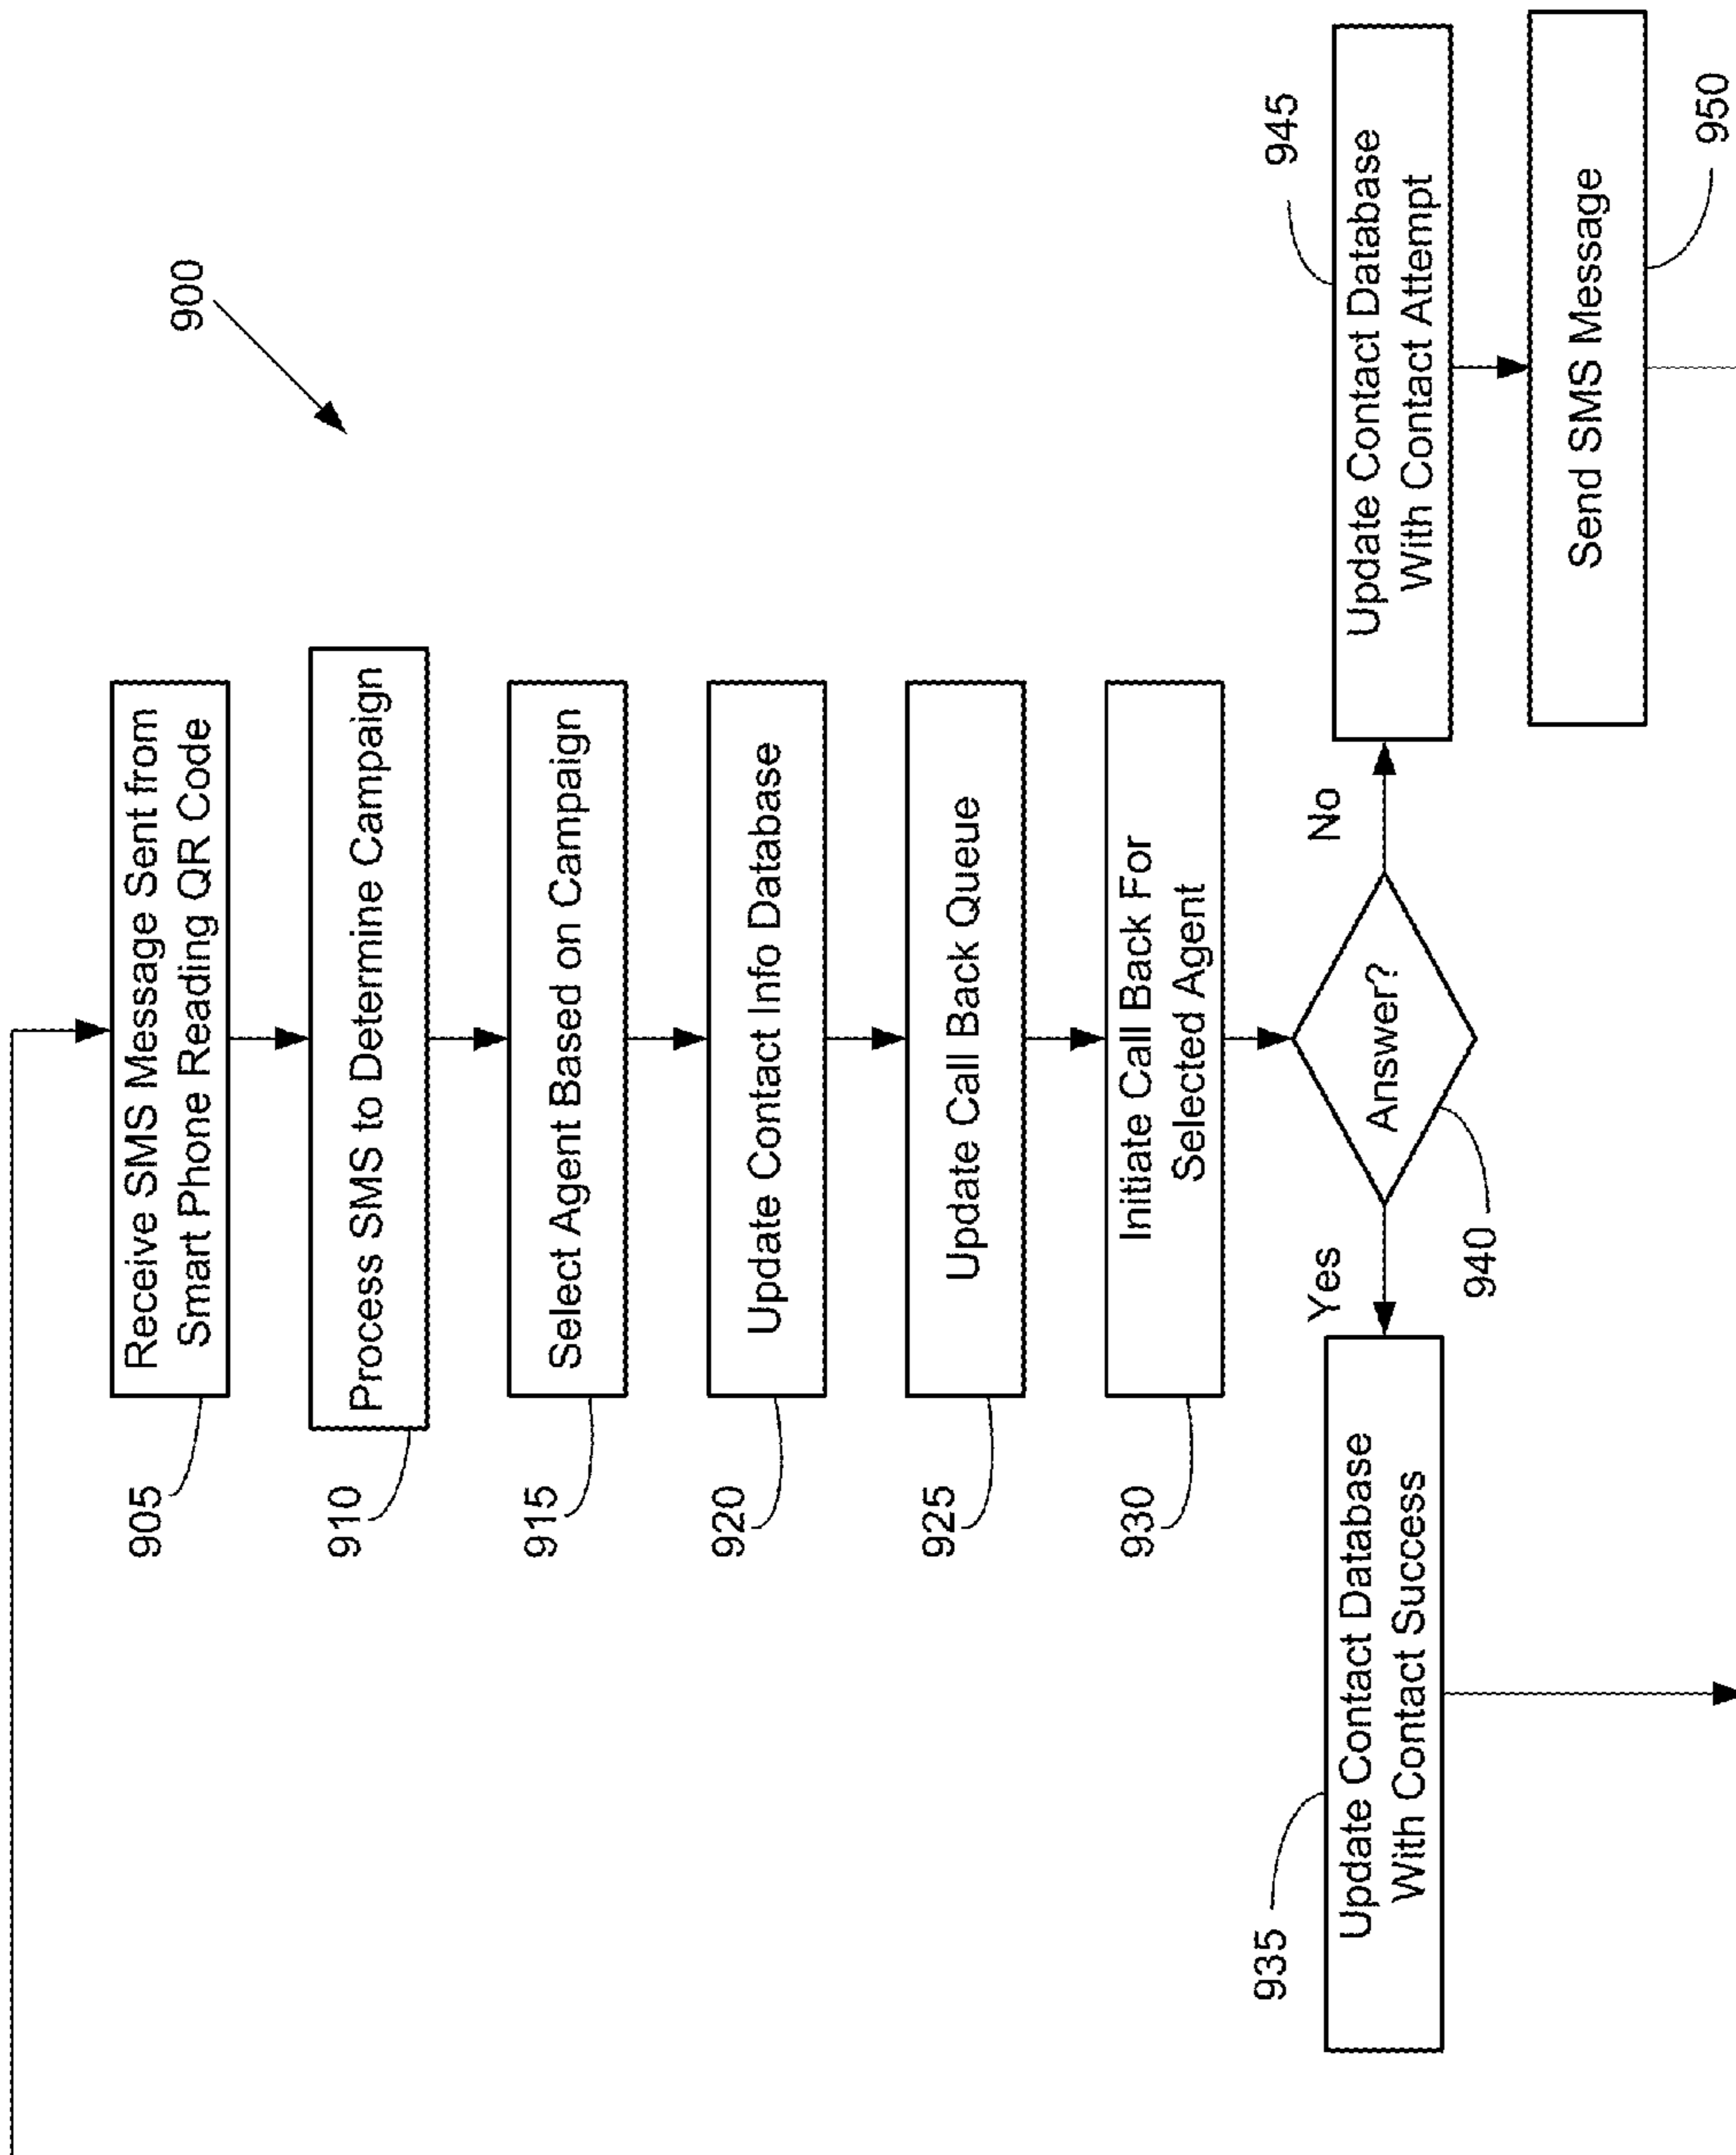 900
Receive SMS Message Sent from
Smart Phone Reading QR Code
905
Process SMS to Determine Campaign
910
Select Agent Based on Campaign
915
Update Contact Info Database
920
Update Call Back Queue
925
Initiate Call Back For
Selected Agent
930
Answer?
940
Yes
No
Update Contact Database
With Contact Success
935
Update Contact Database
With Contact Attempt
945
Send SMS Message
950